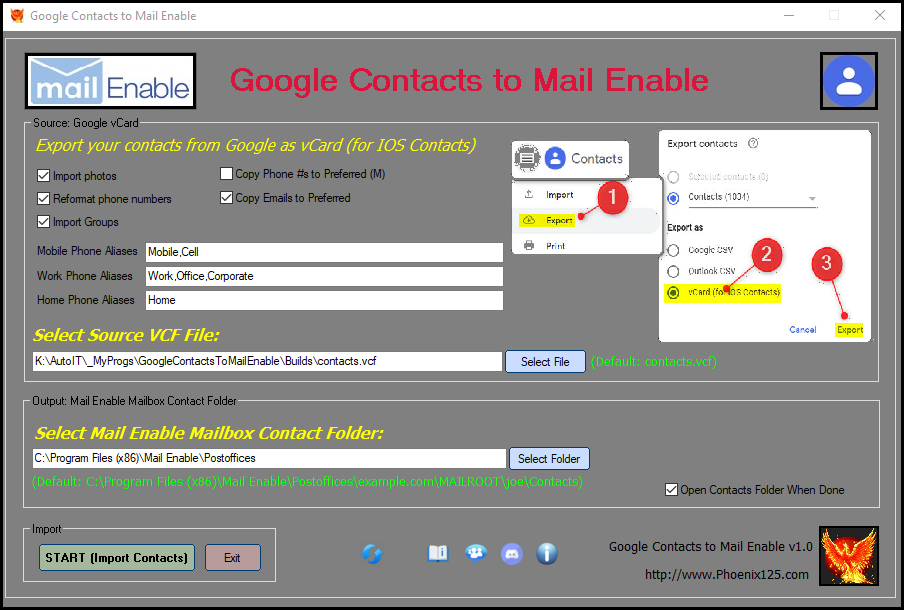 Google Contacts to Mail Enable
mailEnable
Google Contacts to Mail Enable
Source: Google vCard
Export your contacts from Google as vCard (for IOS Contacts)
Import photos
Copy Phone #s to Preferred (M)
Reformat phone numbers
Copy Emails to Preferred
Import Groups
Mobile Phone Aliases
Mobile,Cell
Work Phone Aliases
Work,Office,Corporate
Home Phone Aliases
Home
Contacts
Import
Export
1
Print
Export contacts
Selected contacts (0)
Contacts (1034)
Export as
Google CSV
Outlook CSV
2
3
vCard (for IOS Contacts)
Cancel
Export
Select Source VCF File:
K:\AutoIT\_MyProgs\GoogleContactsToMailEnable\Builds\contacts.vcf
Select File
(Default: contacts.vcf)
Output: Mail Enable Mailbox Contact Folder
Select Mail Enable Mailbox Contact Folder:
C:\Program Files (x86)\Mail Enable\Postoffices
Select Folder
(Default: C:\Program Files (x86)\Mail Enable\Postoffices\example.com\MAILROOT\joe\Contacts)
Open Contacts Folder When Done
Import
START (Import Contacts)
Exit
Google Contacts to Mail Enable v1.0
http://www.Phoenix125.com